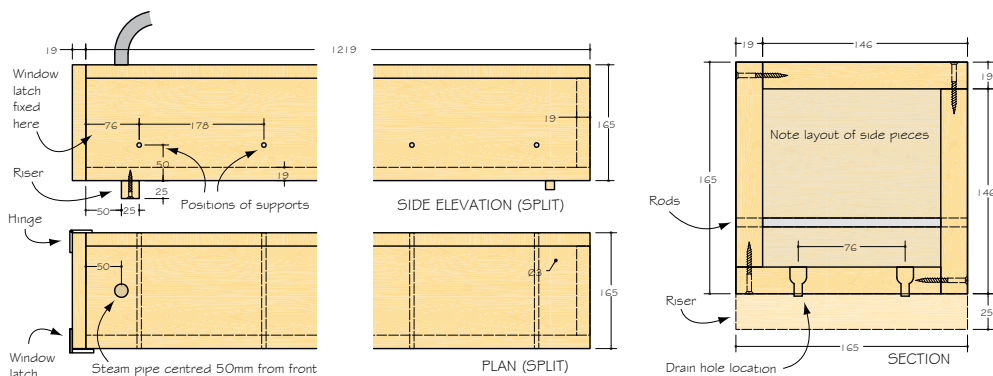 19
1219
Window
latch
fixed
here
76
178
50
19
19
165
Riser
25
50
25
Positions of supports
SIDE ELEVATION (SPLIT)
Hinge
50
Ø3
165
Window
latch
Steam pipe centred 50mm from front
PLAN (SPLIT)
19
146
19
Note layout of side pieces
165
146
Rods
76
Riser
25
165
Drain hole location
SECTION